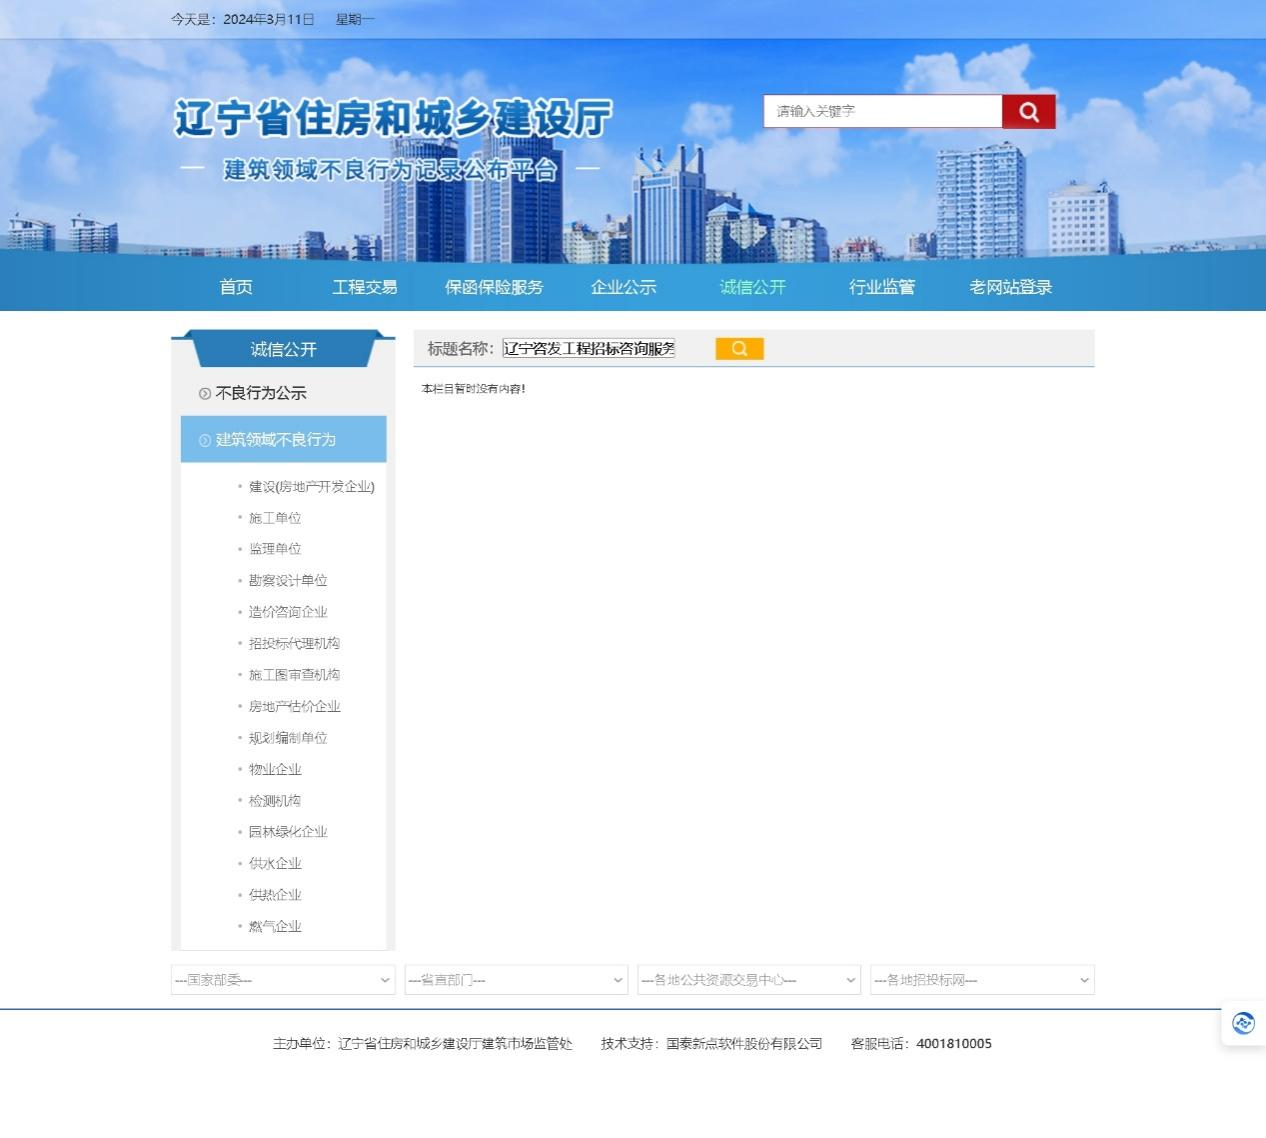 今天是：2024年3月11日 星期一
辽宁省住房和城乡建设厅
请输入关键字
建筑领域不良行为记录公布平台
首页 工程交易 保函保险服务 企业公示 诚信公开 行业监管 老网站登录
诚信公开
标题名称：辽宁咨发工程招标咨询服务
本栏目暂时没有内容!
不良行为公示
建筑领域不良行为
建设(房地产开发企业)
施工单位
监理单位
勘察设计单位
造价咨询企业
招投标代理机构
施工图审查机构
房地产估价企业
规划编制单位
物业企业
检测机构
园林绿化企业
供水企业
供热企业
燃气企业
---国家部委--- ---省直部门--- ---各地公共资源交易中心--- ---各地招投标网---
主办单位：辽宁省住房和城乡建设厅建筑市场监管处 技术支持：国泰新点软件股份有限公司 客服电话：4001810005